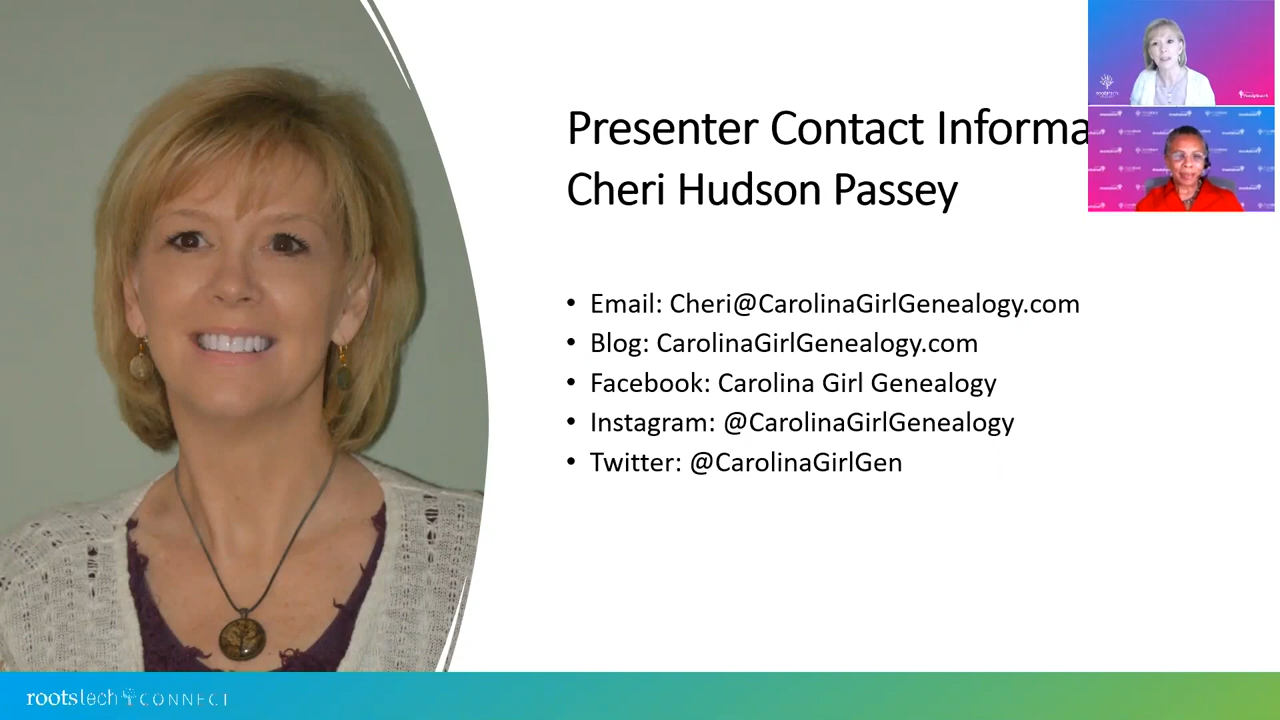 Presenter Contact Informa
Cheri Hudson Passey
• Email: Cheri@CarolinaGirlGenealogy.com
• Blog: CarolinaGirlGenealogy.com
• Facebook: Carolina Girl Genealogy
• Instagram: @CarolinaGirlGenealogy
• Twitter: @CarolinaGirlGen
rootstech CONNECT